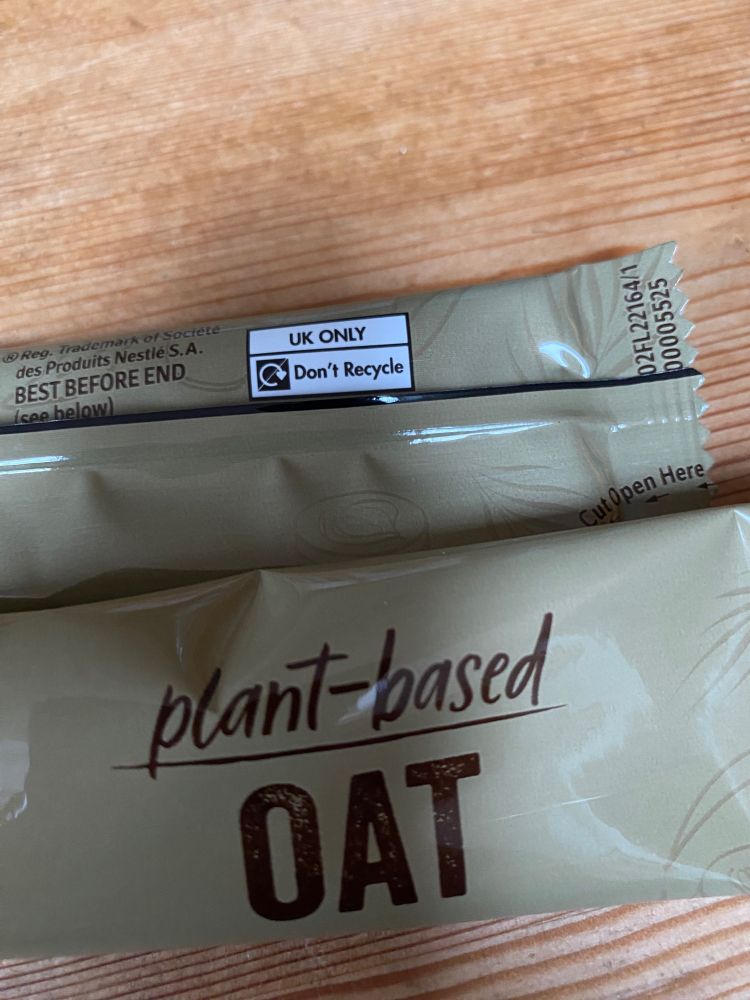 ® Reg. Trademark of Société
des Produits Nestlé S.A.
BEST BEFORE END
(see below)
UK ONLY
Don't Recycle
02FL22164/1
00005525
Cut Open Here
plant-based
OAT